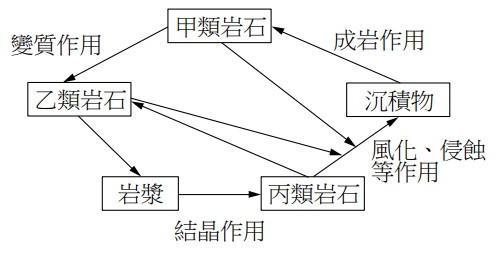 甲類岩石
變質作用
成岩作用
乙類岩石
沉積物
風化、侵蝕
等作用
岩漿
丙類岩石
結晶作用